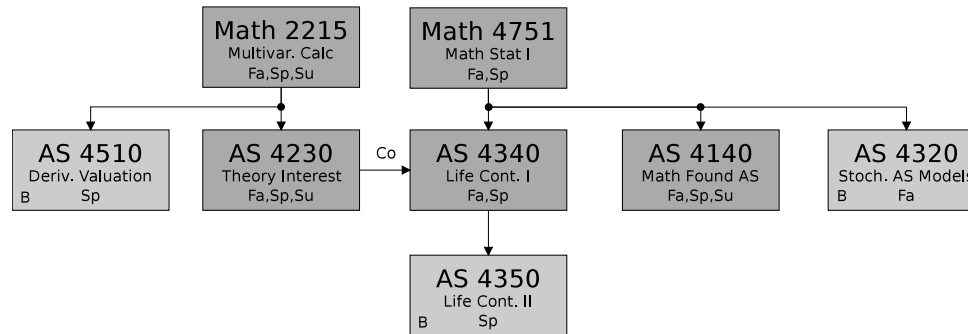 Math 2215
Multivar. Calc
Fa,Sp,Su
Math 4751
Math Stat I
Fa,Sp
AS 4510
Deriv. Valuation
B Sp
AS 4230
Theory Interest
Fa,Sp,Su
Co
AS 4340
Life Cont. I
Fa,Sp
AS 4140
Math Found AS
Fa,Sp,Su
AS 4320
Stoch. AS Models
B Fa
AS 4350
Life Cont. II
B Sp